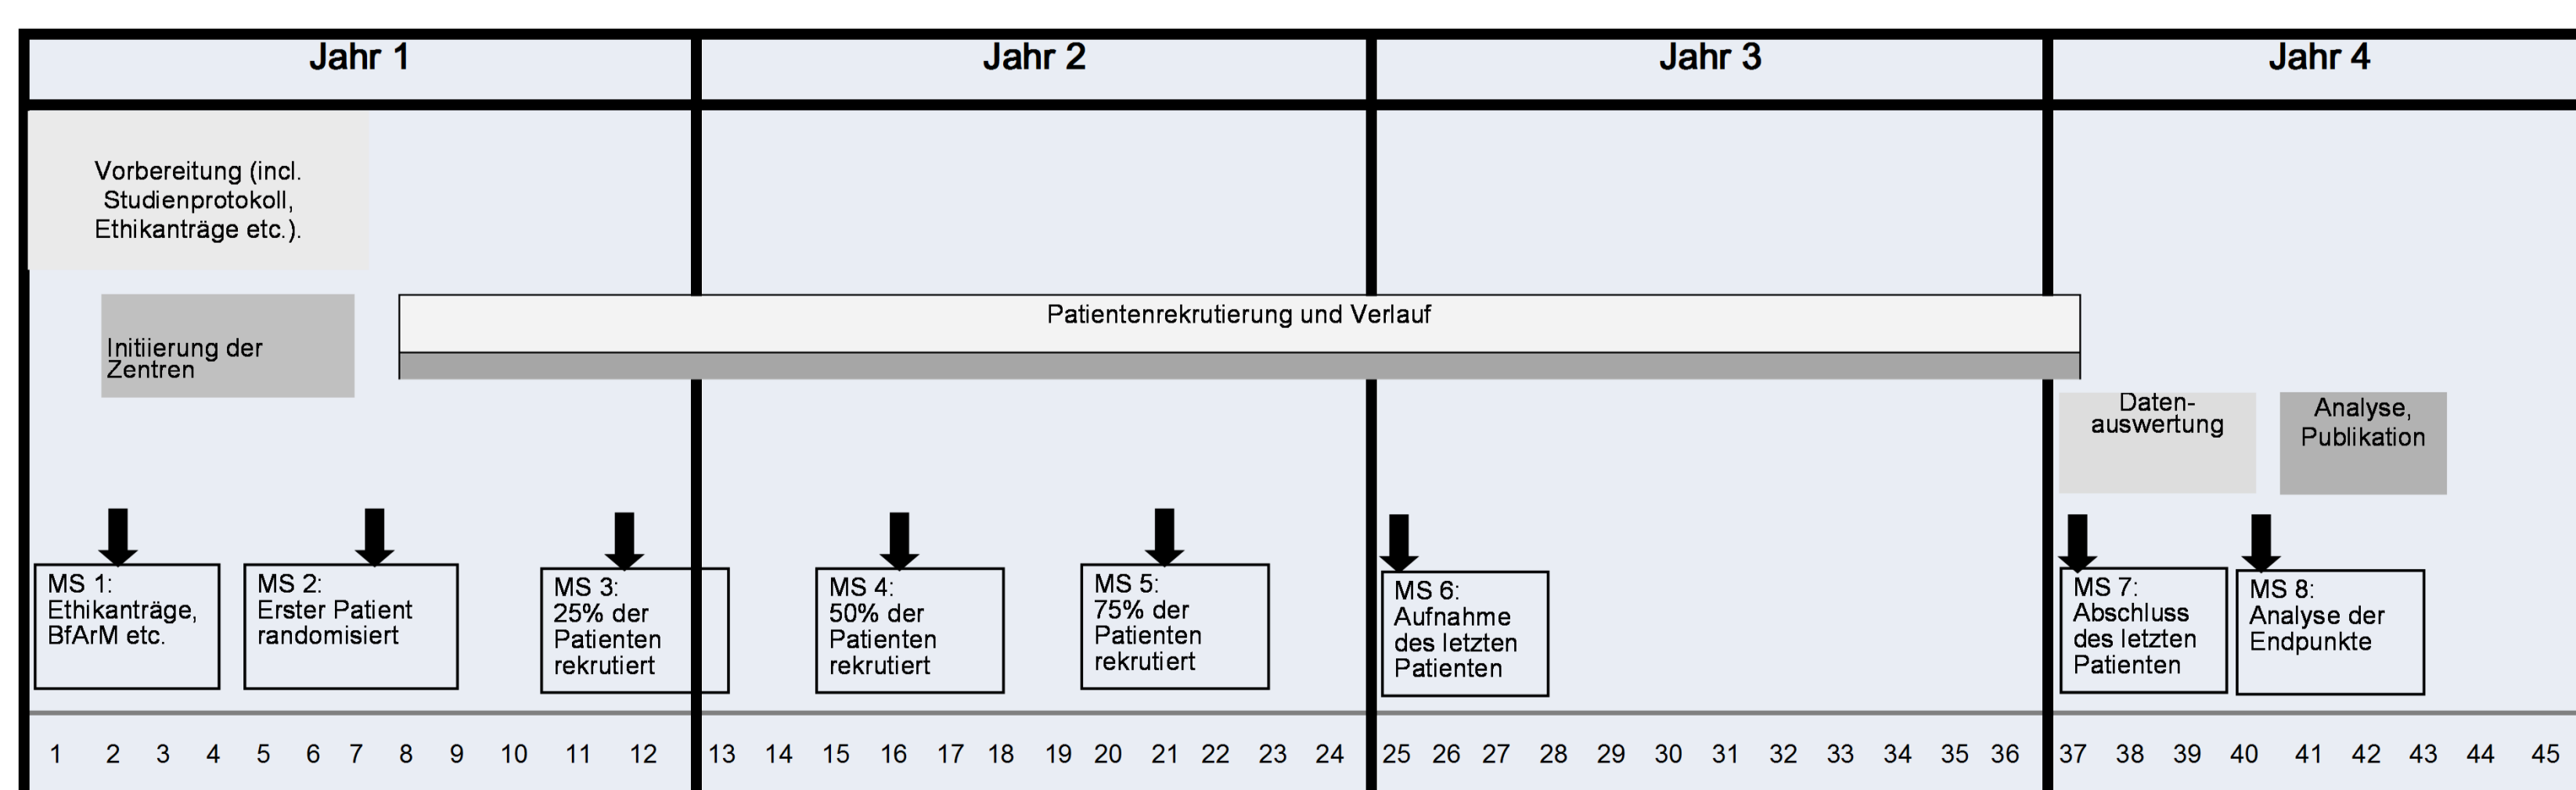 Jahr 1
Jahr 2
Jahr 3
Jahr 4
Vorbereitung (incl.
Studienprotokoll,
Ethikanträge etc.).
Initiierung der
Zentren
Patientenrekrutierung und Verlauf
Daten-
auswertung
Analyse,
Publikation
MS 1:
Ethikanträge,
BfArM etc.
MS 2:
Erster Patient
randomisiert
MS 3:
25% der
Patienten
rekrutiert
MS 4:
50% der
Patienten
rekrutiert
MS 5:
75% der
Patienten
rekrutiert
MS 6:
Aufnahme
des letzten
Patienten
MS 7:
Abschluss
des letzten
Patienten
MS 8:
Analyse der
Endpunkte
1 2 3 4 5 6 7 8 9 10 11 12 13 14 15 16 17 18 19 20 21 22 23 24 25 26 27 28 29 30 31 32 33 34 35 36 37 38 39 40 41 42 43 44 45